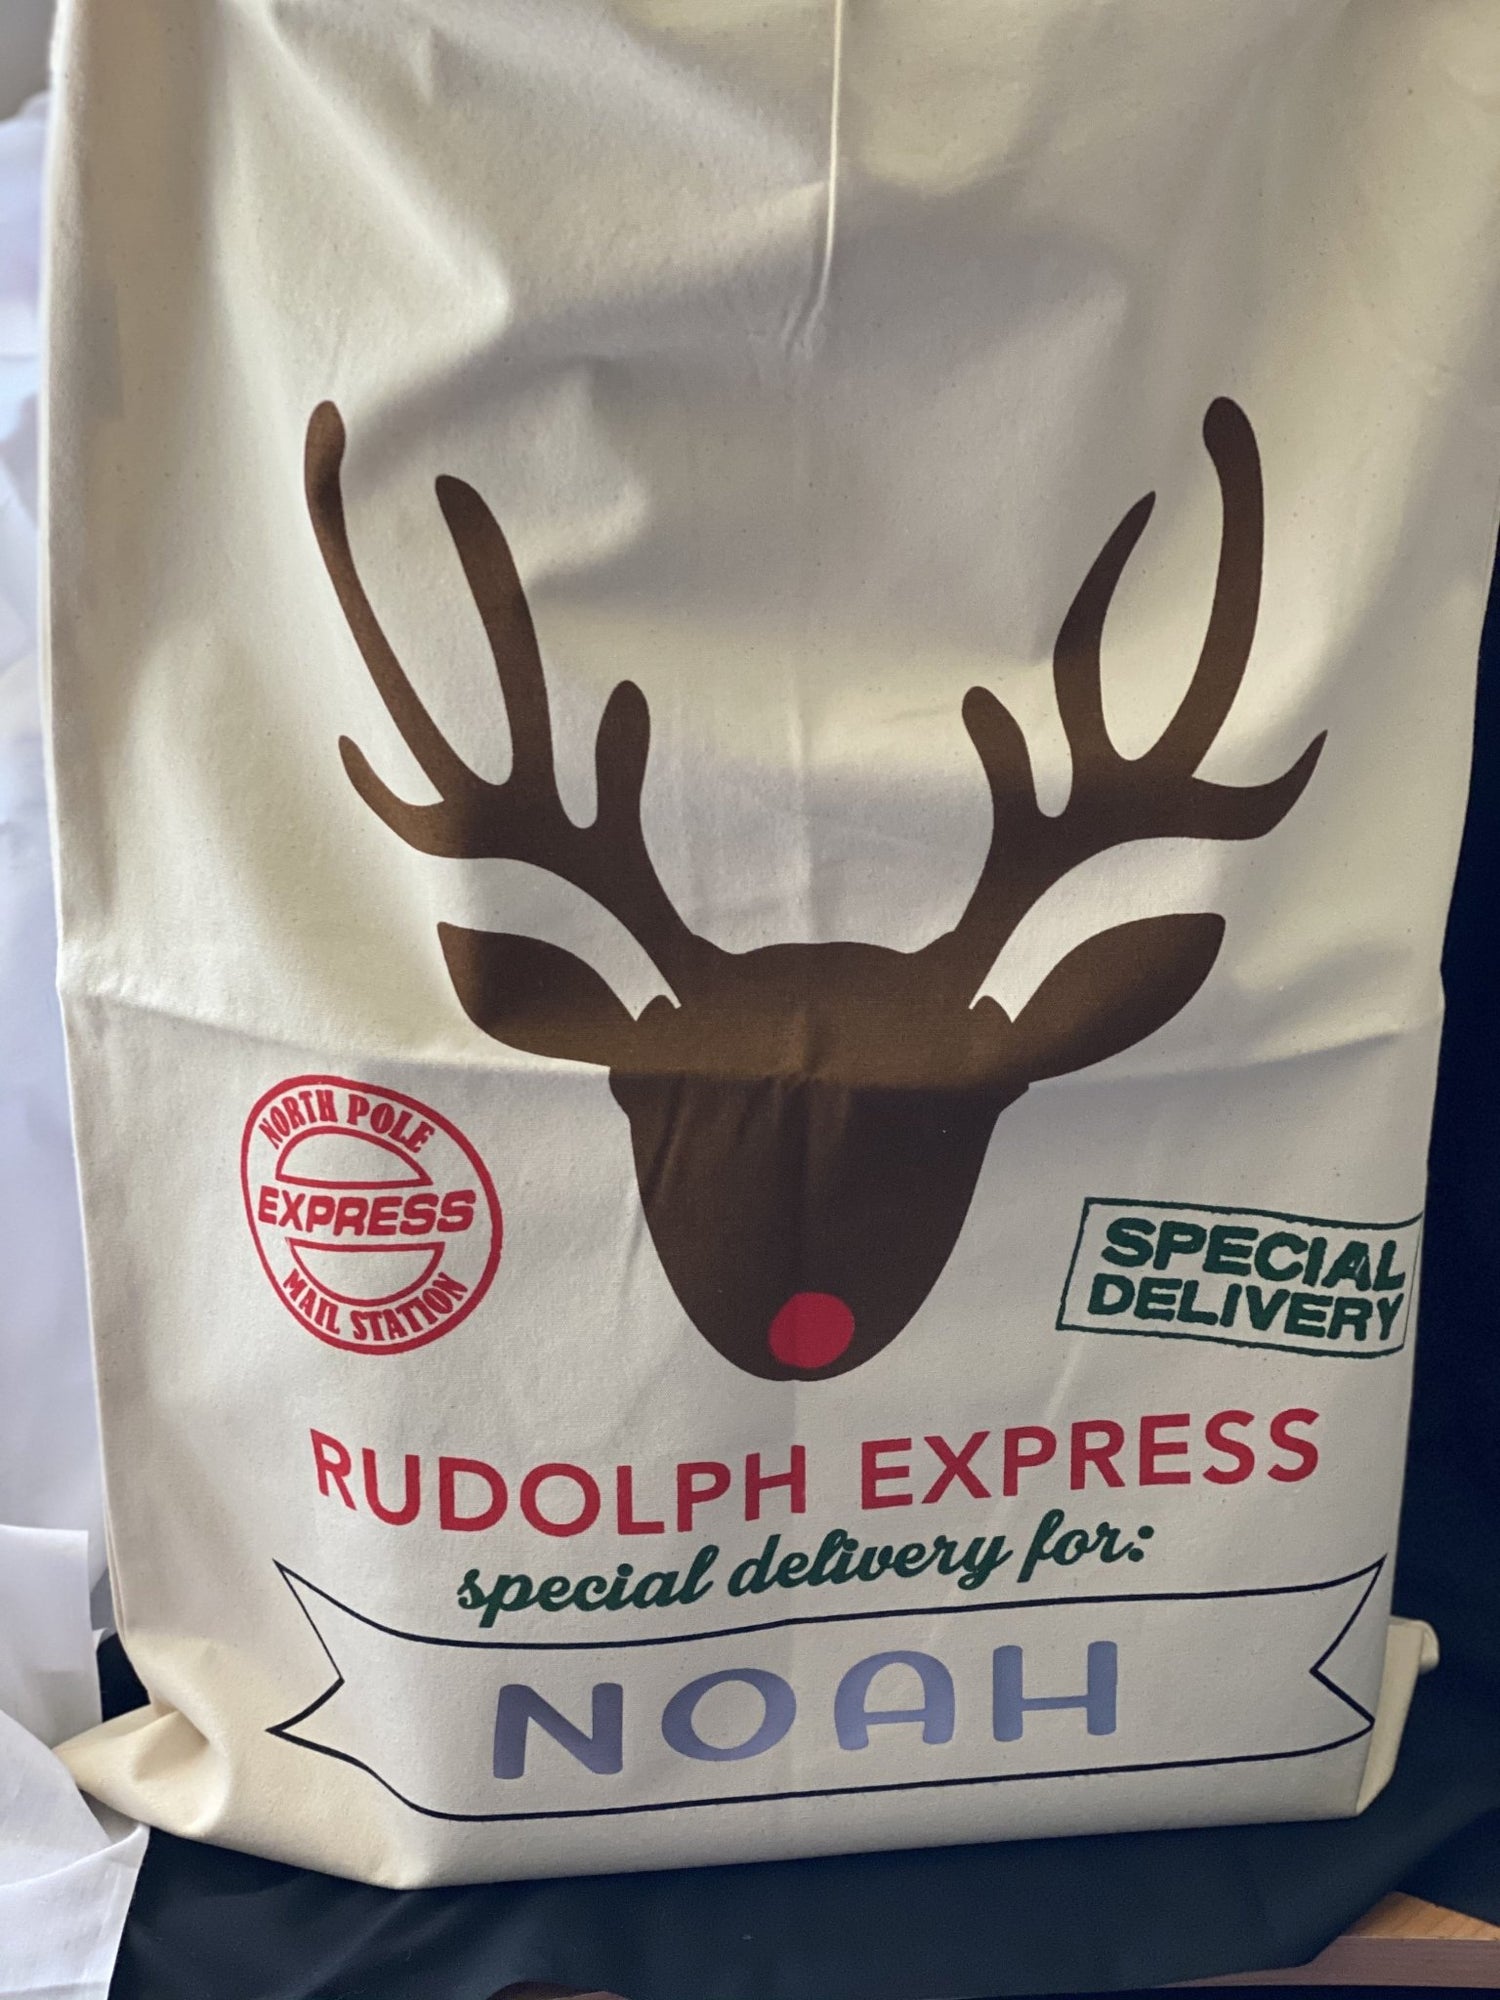 NORTH POLE
EXPRESS
MAIL STATION
SPECIAL
DELIVERY
RUDOLPH EXPRESS
special delivery for:
NOAH